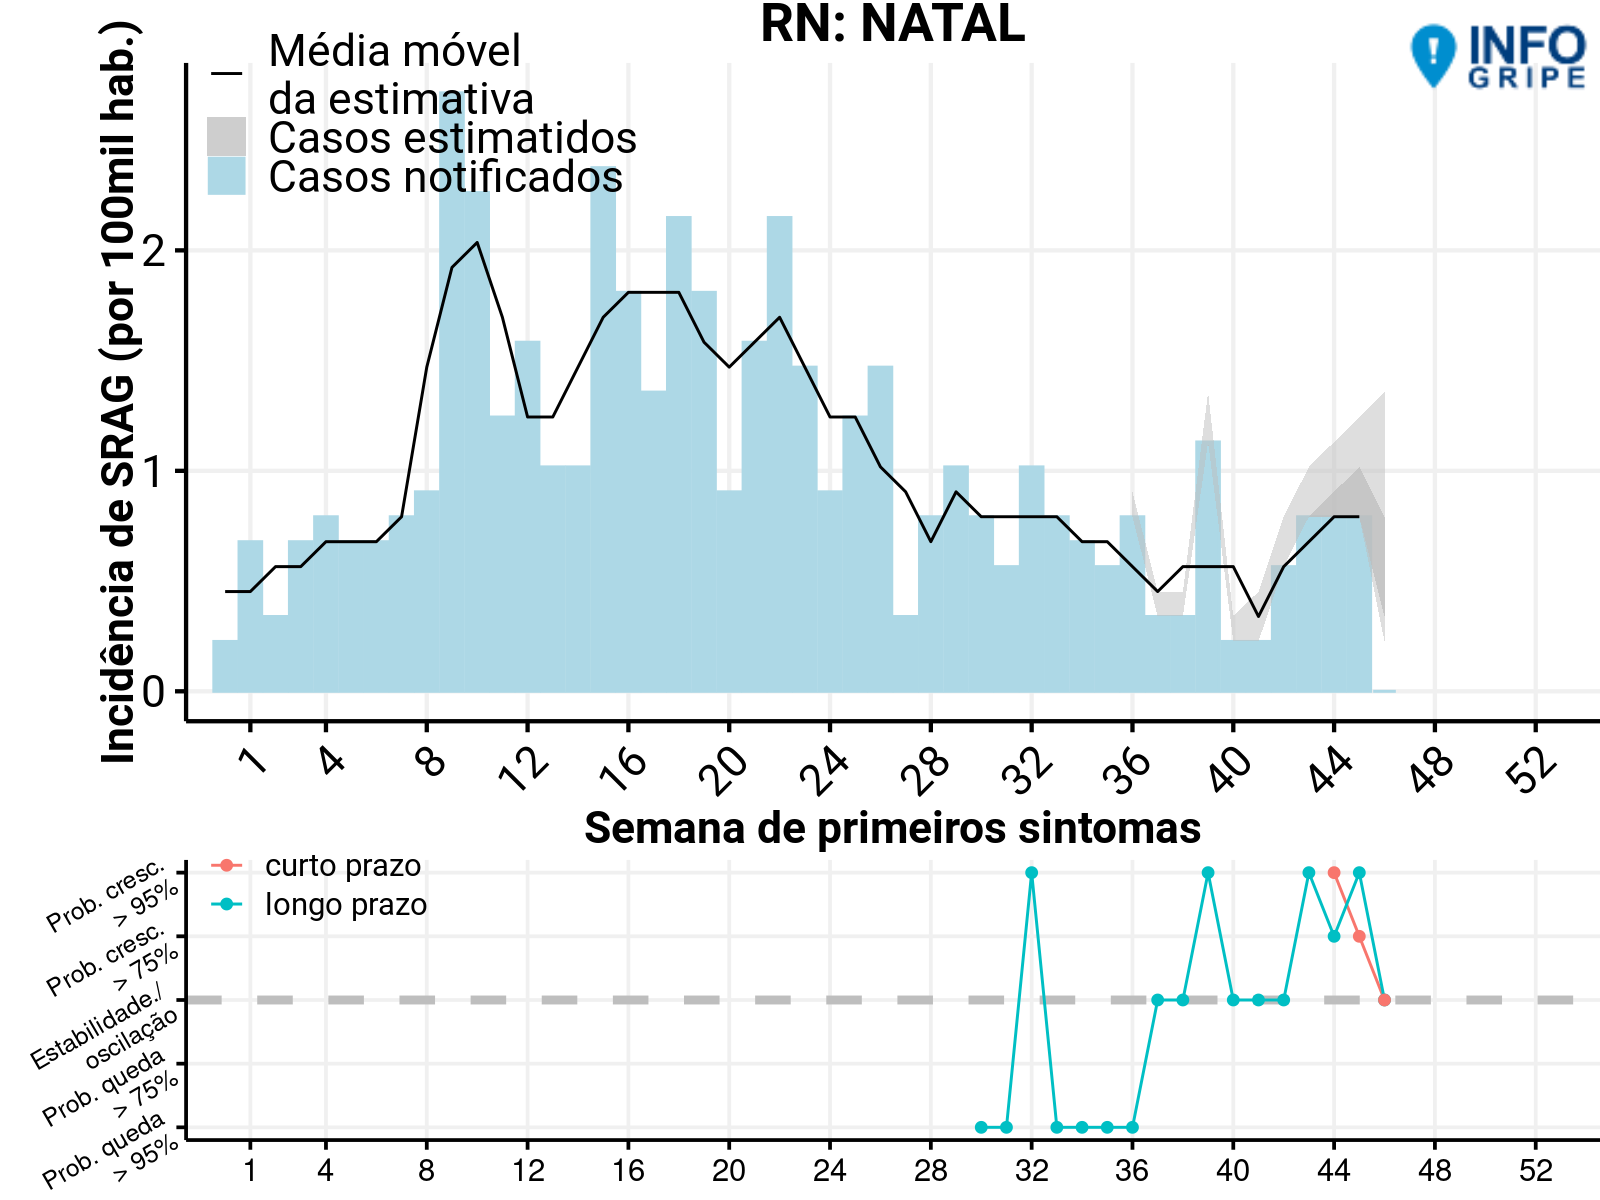 RN: NATAL
INFO
GRIPE
Média móvel
da estimativa
Casos estimatidos
Casos notificados
Incidência de SRAG (por 100mil hab.)
2
1
0
1 4 8 12 16 20 24 28 32 36 40 44 48 52
Semana de primeiros sintomas
curto prazo
longo prazo
Prob. cresc.
> 95%
Prob. cresc.
> 75%
Estabilidade./
oscilação
Prob. queda
> 75%
Prob. queda
> 95%
1 4 8 12 16 20 24 28 32 36 40 44 48 52